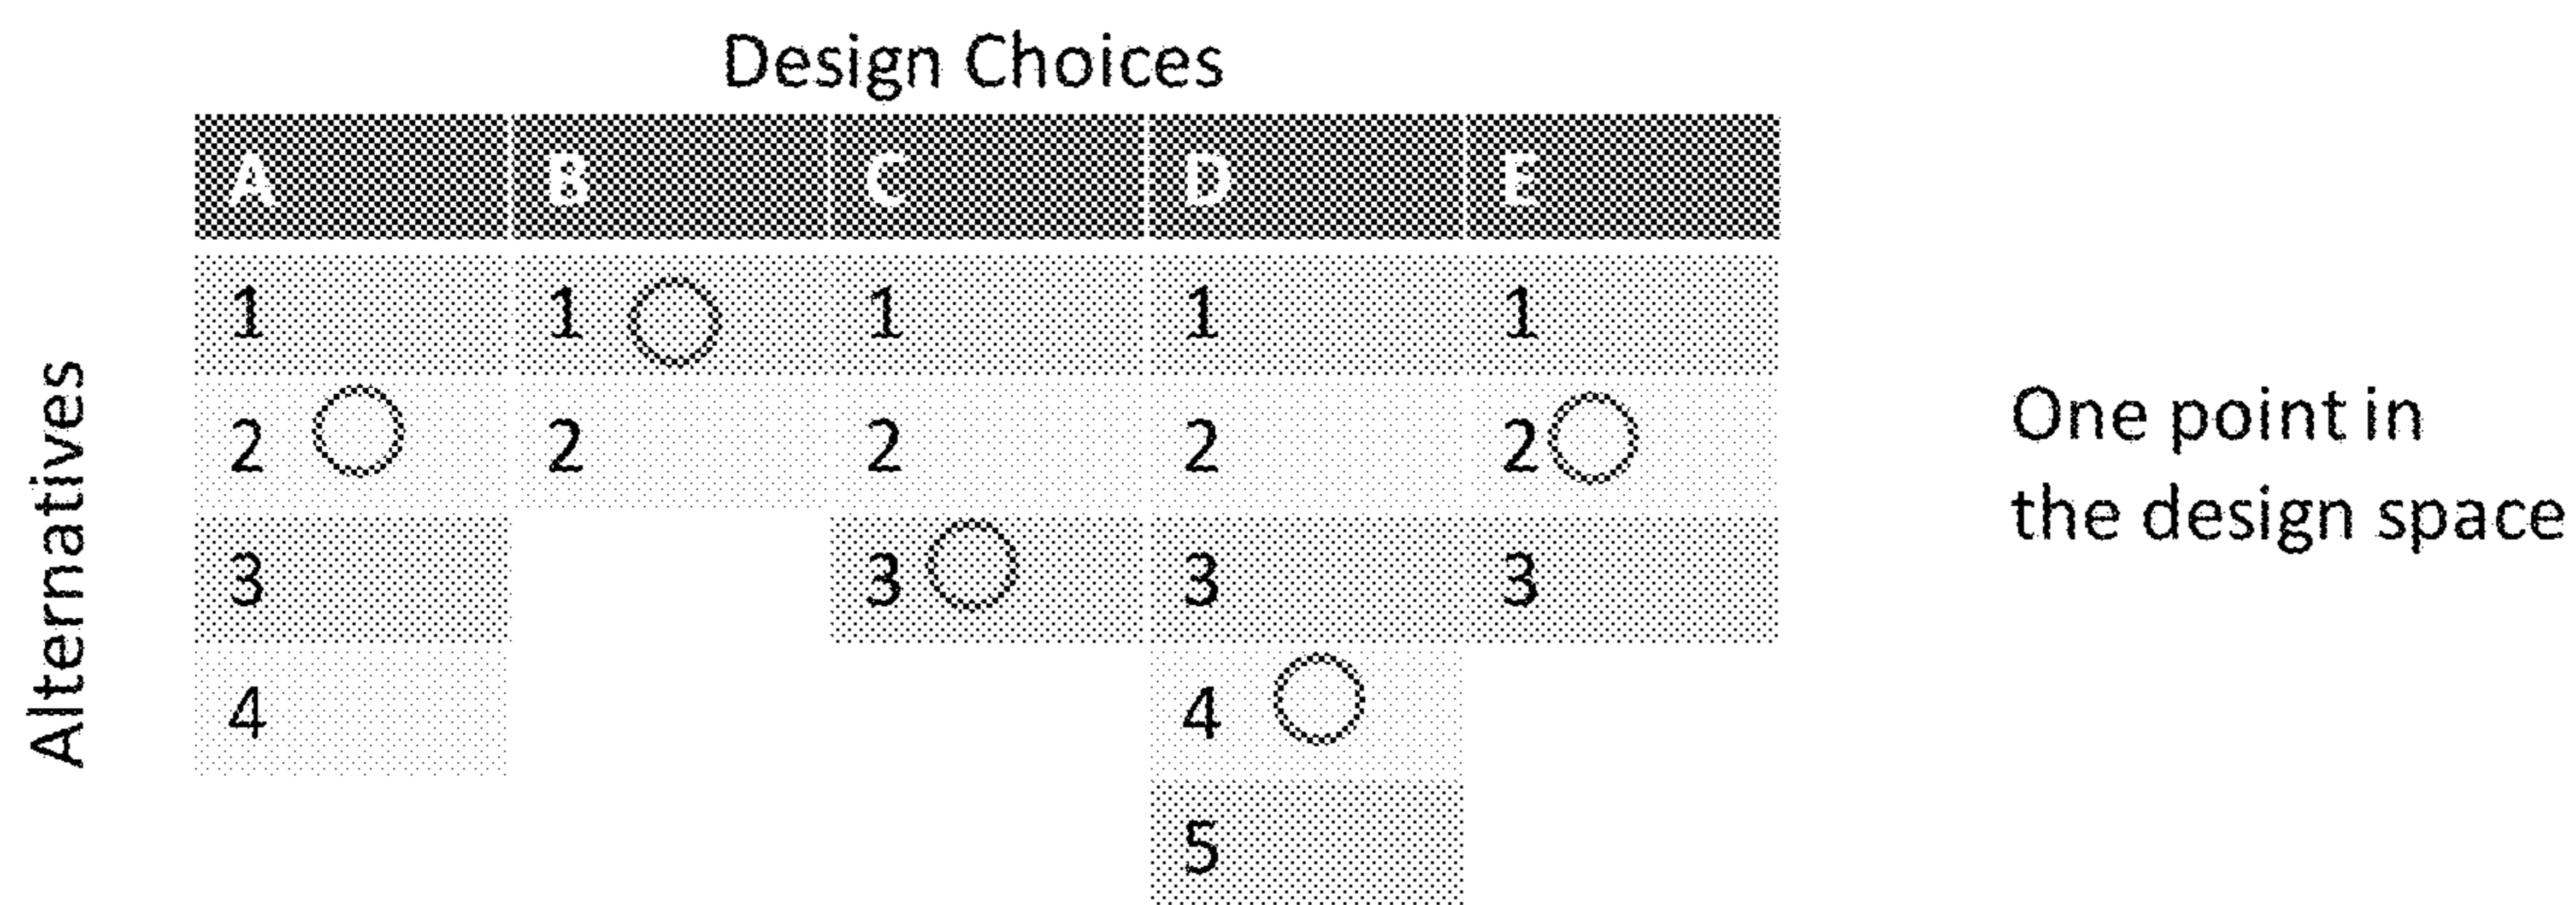 Design Choices
A B C D E
1 1 1 1 1
2 2 2 2 2
3 3 3 3
4 4
5
Alternatives
One point in
the design space